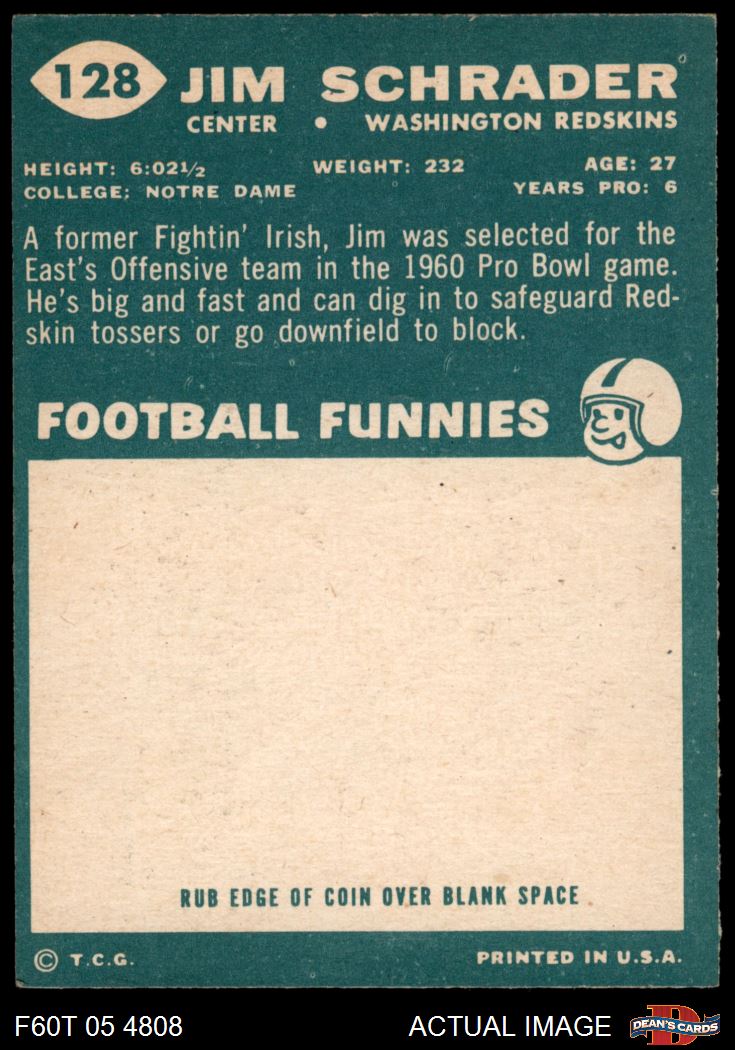 128
JIM SCHRADER
CENTER • WASHINGTON REDSKINS
HEIGHT: 6:02½ WEIGHT: 232 AGE: 27
COLLEGE: NOTRE DAME YEARS PRO: 6
A former Fightin' Irish, Jim was selected for the
East's Offensive team in the 1960 Pro Bowl game.
He's big and fast and can dig in to safeguard Red-
skin tossers or go downfield to block.
FOOTBALL FUNNIES
RUB EDGE OF COIN OVER BLANK SPACE
© T.C.G. PRINTED IN U.S.A.
F60T 05 4808 ACTUAL IMAGE D DEAN'S CARDS